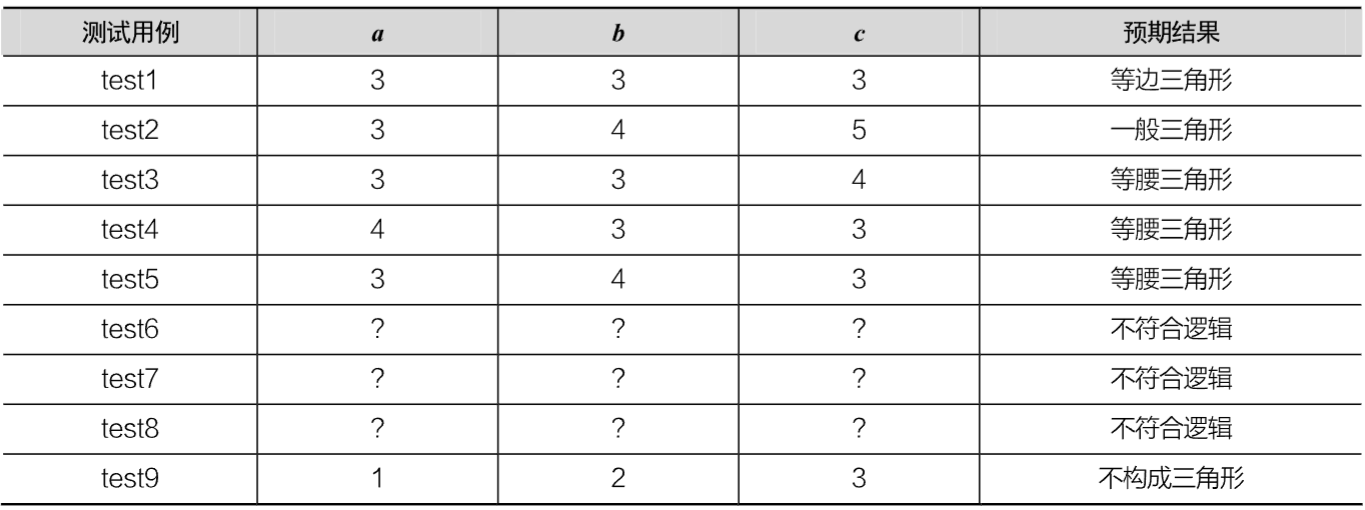 测试用例 a b c 预期结果
test1 3 3 3 等边三角形
test2 3 4 5 一般三角形
test3 3 3 4 等腰三角形
test4 4 3 3 等腰三角形
test5 3 4 3 等腰三角形
test6 ? ? ? 不符合逻辑
test7 ? ? ? 不符合逻辑
test8 ? ? ? 不符合逻辑
test9 1 2 3 不构成三角形